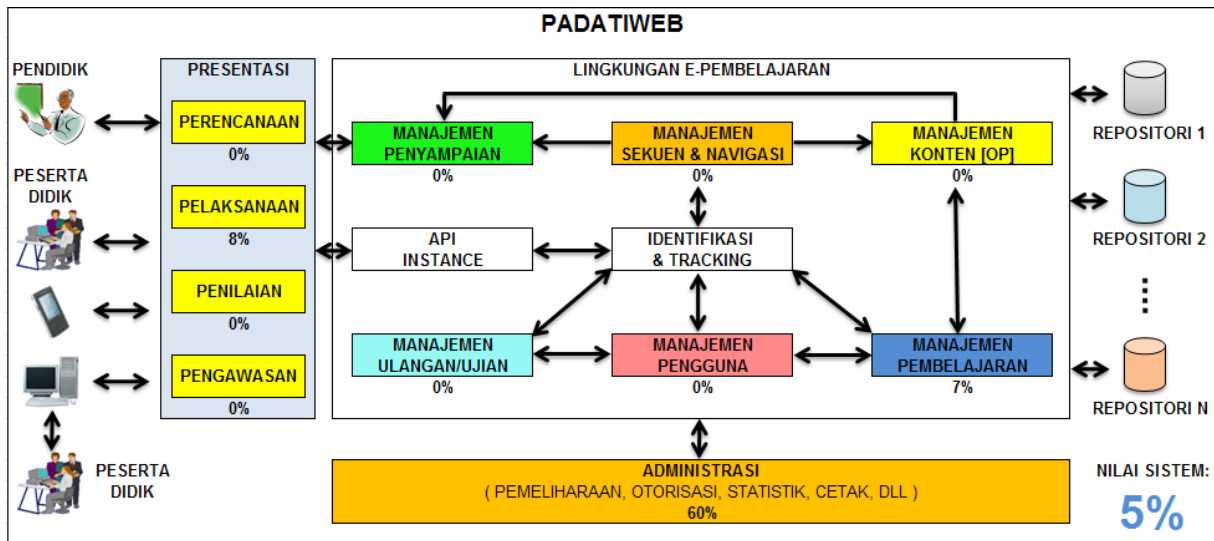 PADATIWEB
PENDIDIK
PESERTA
DIDIK
PESERTA
DIDIK
PRESENTASI
PERENCANAAN
0%
PELAKSANAAN
8%
PENILAIAN
0%
PENGAWASAN
0%
LINGKUNGAN E-PEMBELAJARAN
MANAJEMEN
PENYAMPAIAN
0%
MANAJEMEN
SEKUEN & NAVIGASI
0%
MANAJEMEN
KONTEN [OP]
0%
API
INSTANCE
IDENTIFIKASI
& TRACKING
MANAJEMEN
ULANGAN/UJIAN
0%
MANAJEMEN
PENGGUNA
0%
MANAJEMEN
PEMBELAJARAN
7%
REPOSITORI 1
REPOSITORI 2
REPOSITORI N
ADMINISTRASI
( PEMELIHARAAN, OTORISASI, STATISTIK, CETAK, DLL )
60%
NILAI SISTEM:
5%